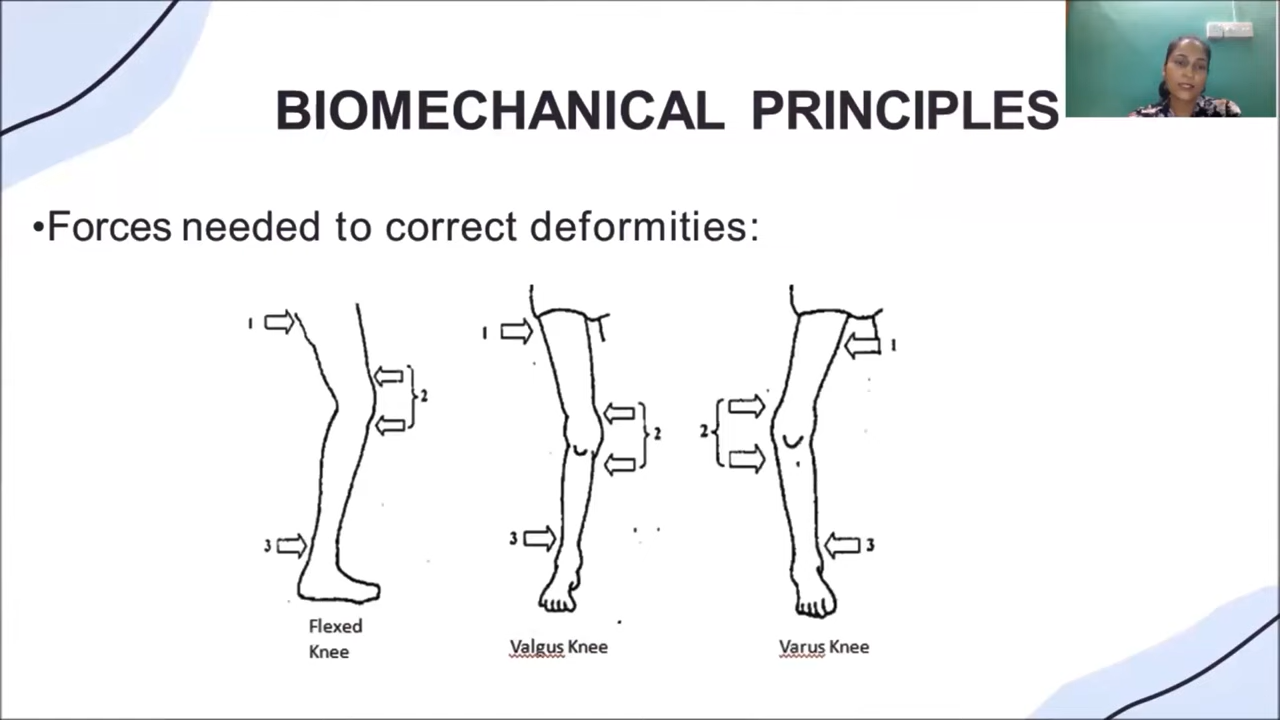 BIOMECHANICAL PRINCIPLES
•Forces needed to correct deformities:
1
2
3
Flexed
Knee
1
2
3
Valgus Knee
1
2
3
Varus Knee